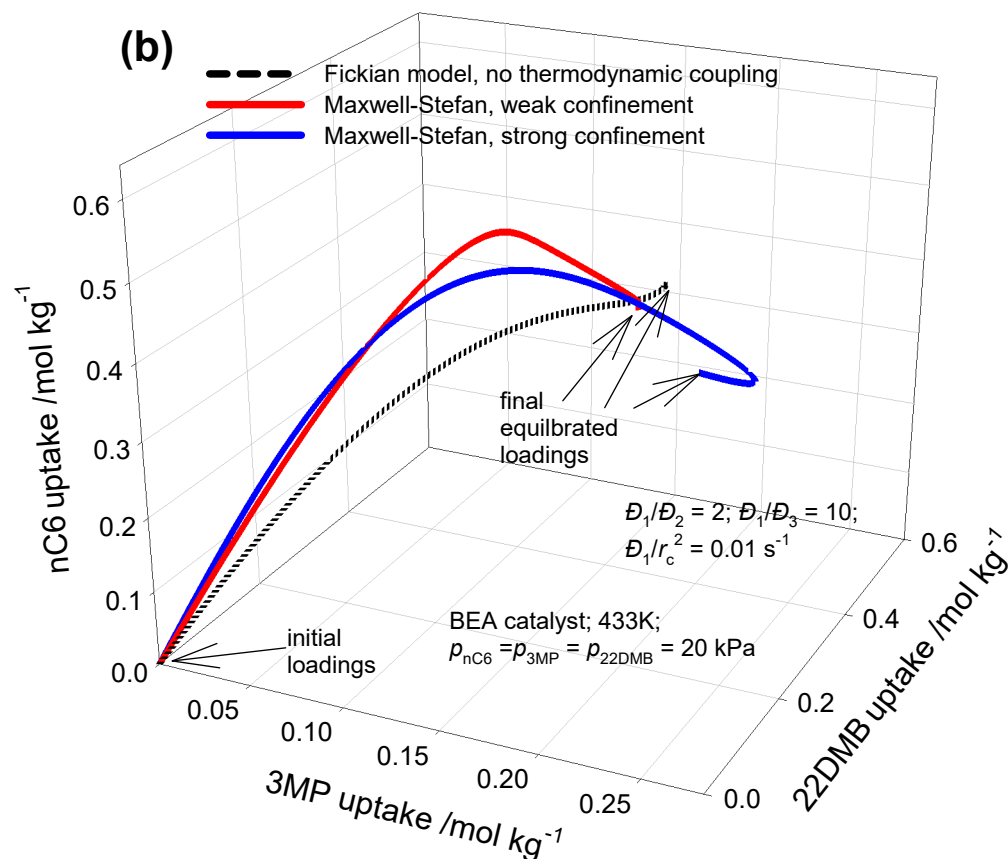 (b)
Fickian model, no thermodynamic coupling
Maxwell-Stefan, weak confinement
Maxwell-Stefan, strong confinement
nC6 uptake /mol kg⁻¹
0.6
0.5
0.4
0.3
0.2
0.1
0.0
final
equilbrated
loadings
initial
loadings
Đ₁/Đ₂ = 2; Đ₁/Đ₃ = 10;
Đ₁/r_c² = 0.01 s⁻¹
BEA catalyst; 433K;
p_nC6 =p_3MP = p_22DMB = 20 kPa
0.05
0.10
0.15
0.20
0.25
3MP uptake /mol kg⁻¹
0.0
0.2
0.4
0.6
22DMB uptake /mol kg⁻¹